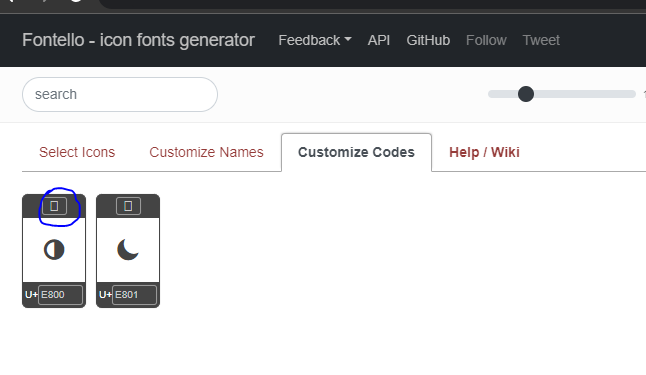 Fontello - icon fonts generator Feedback API GitHub Follow Tweet
search
Select Icons Customize Names Customize Codes Help / Wiki
U+ E800 U+ E801